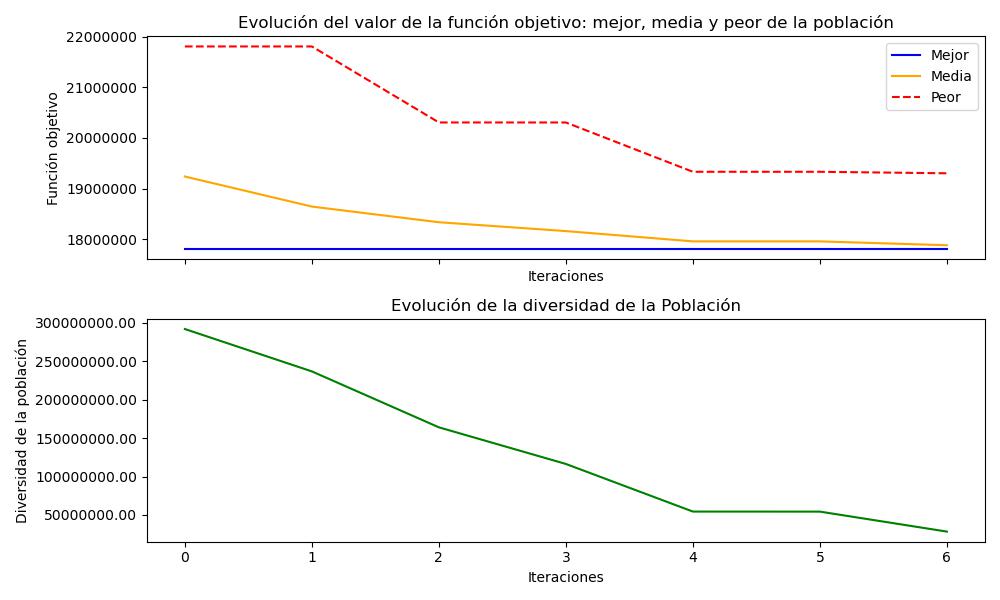 Evolución del valor de la función objetivo: mejor, media y peor de la población
22000000
21000000
20000000
19000000
18000000
Función objetivo
Mejor
Media
Peor
Iteraciones
Evolución de la diversidad de la Población
300000000.00
250000000.00
200000000.00
150000000.00
100000000.00
50000000.00
Diversidad de la población
0 1 2 3 4 5 6
Iteraciones